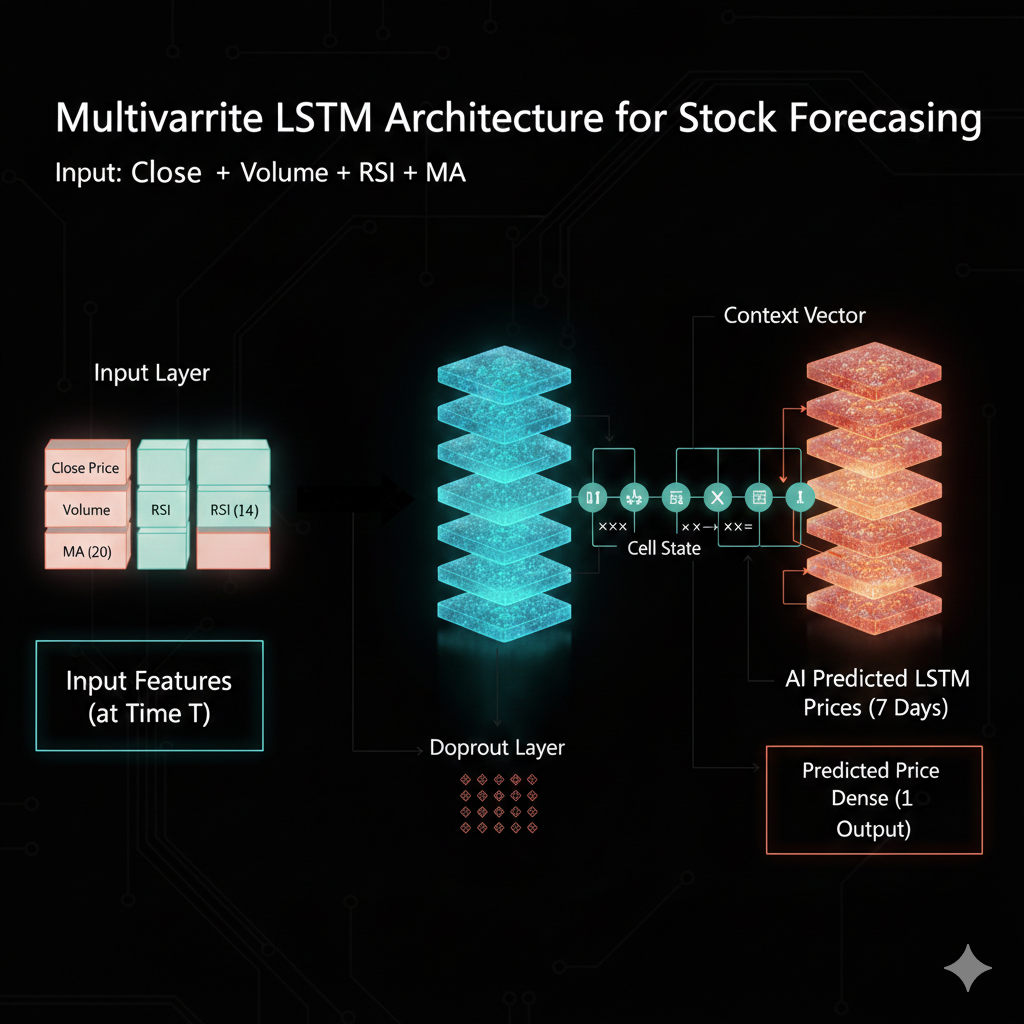 Multivarrite LSTM Architecture for Stock Forecasing
Input: Close + Volume + RSI + MA
Context Vector
Input Layer
Close Price
Volume RSI RSI (14)
MA (20)
××× ××→ ××=
Cell State
Input Features
(at Time T)
AI Predicted LSTM
Prices (7 Days)
Doprout Layer
Predicted Price
Dense (1
Output)